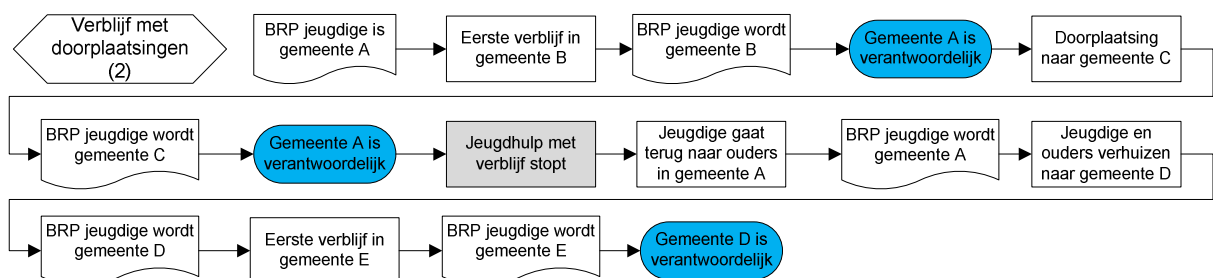 Verblijf met
doorplaatsingen
(2)
BRP jeugdige is
gemeente A
Eerste verblijf in
gemeente B
BRP jeugdige wordt
gemeente B
Gemeente A is
verantwoordelijk
Doorplaatsing
naar gemeente C
BRP jeugdige wordt
gemeente C
Gemeente A is
verantwoordelijk
Jeugdhulp met
verblijf stopt
Jeugdige gaat
terug naar ouders
in gemeente A
BRP jeugdige wordt
gemeente A
Jeugdige en
ouders verhuizen
naar gemeente D
BRP jeugdige wordt
gemeente D
Eerste verblijf in
gemeente E
BRP jeugdige wordt
gemeente E
Gemeente D is
verantwoordelijk